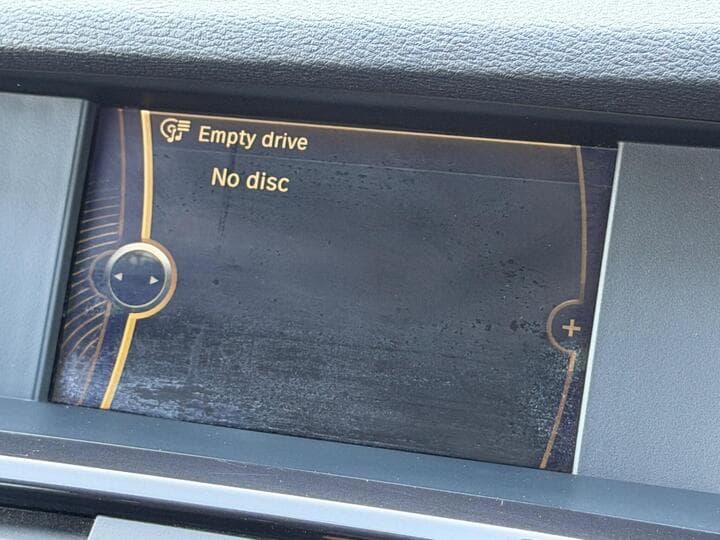 Empty drive
No disc
+